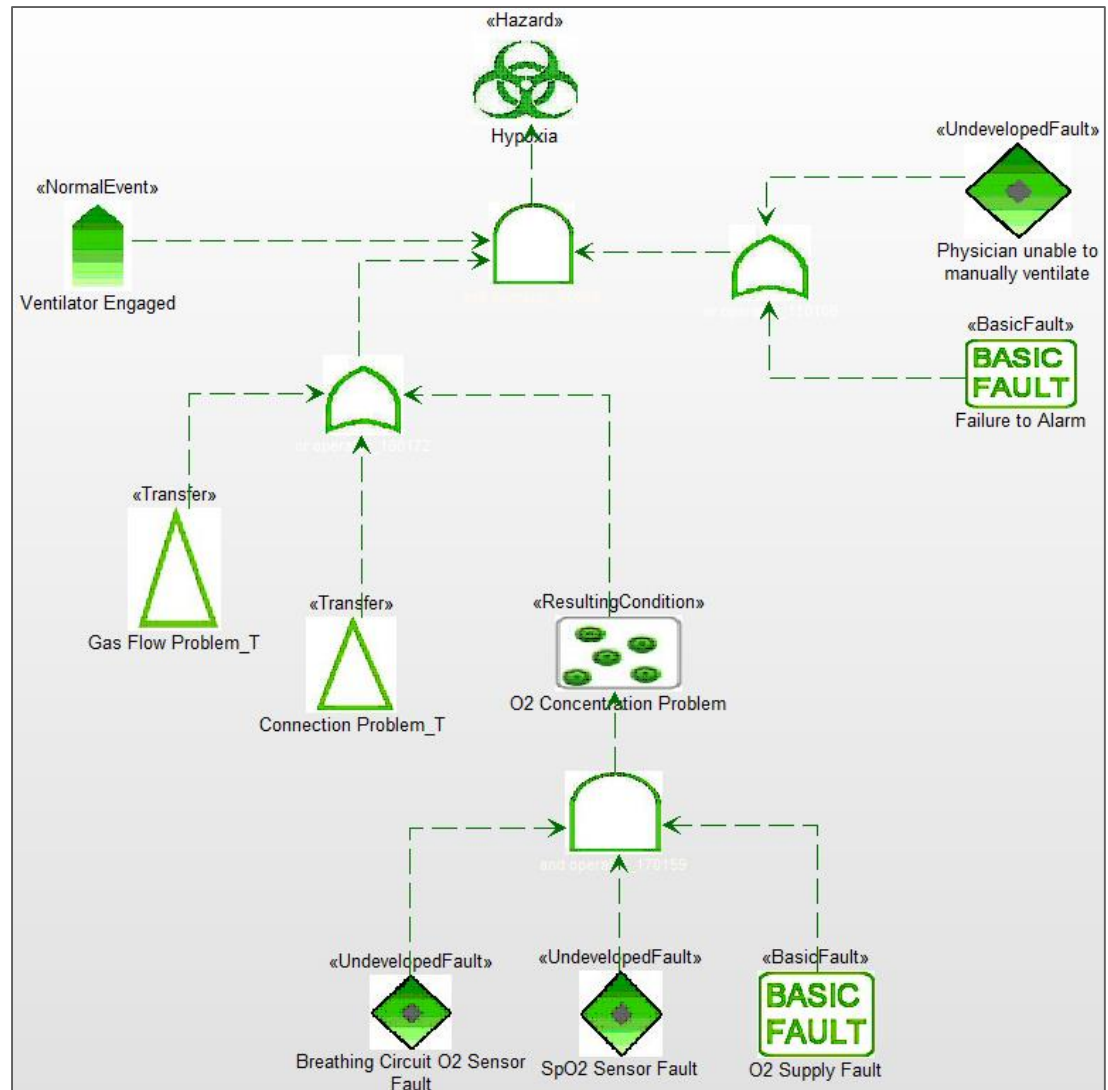 «Hazard»
Hypoxia
«UndevelopedFault»
Physician unable to
manually ventilate
«NormalEvent»
Ventilator Engaged
«BasicFault»
BASIC
FAULT
Failure to Alarm
«Transfer»
Gas Flow Problem_T
«Transfer»
Connection Problem_T
«ResultingCondition»
O2 Concentration Problem
«UndevelopedFault»
Breathing Circuit O2 Sensor
Fault
«UndevelopedFault»
SpO2 Sensor Fault
«BasicFault»
BASIC
FAULT
O2 Supply Fault